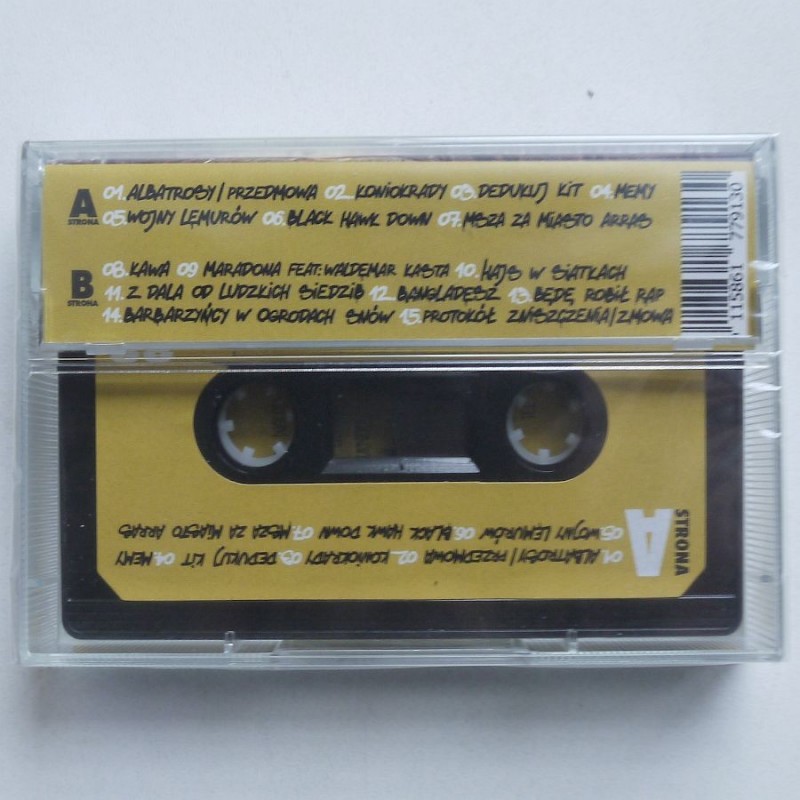 A STRONA
01. ALBATROSY / PRZEDMOWA 02. KONIOKRADY 03. DEDUKUJ KIT 04. MEMY
05. WOJNY LEMURÓW 06. BLACK HAWK DOWN 07. MSZA ZA MIASTO ARRAS
B STRONA
08. KAWA 09 MARADONA FEAT: WALDEMAR KASTA 10. HAJS W SIATKACH
11. Z DALA OD LUDZKICH SIEDZIB 12. BANGLADESZ 13. BĘDĘ ROBIŁ RAP
14. BARBARZYŃCY W OGRODACH SNÓW 15. PROTOKÓŁ ZNISZCZENIA / ZMOWA
115861 779130
STRONA A
01. ALBATROSY / PRZEDMOWA 02. KONIOKRADY 03. DEDUKUJ KIT 04. MEMY
05. WOJNY LEMURÓW 06. BLACK HAWK DOWN 07. MSZA ZA MIASTO ARRAS